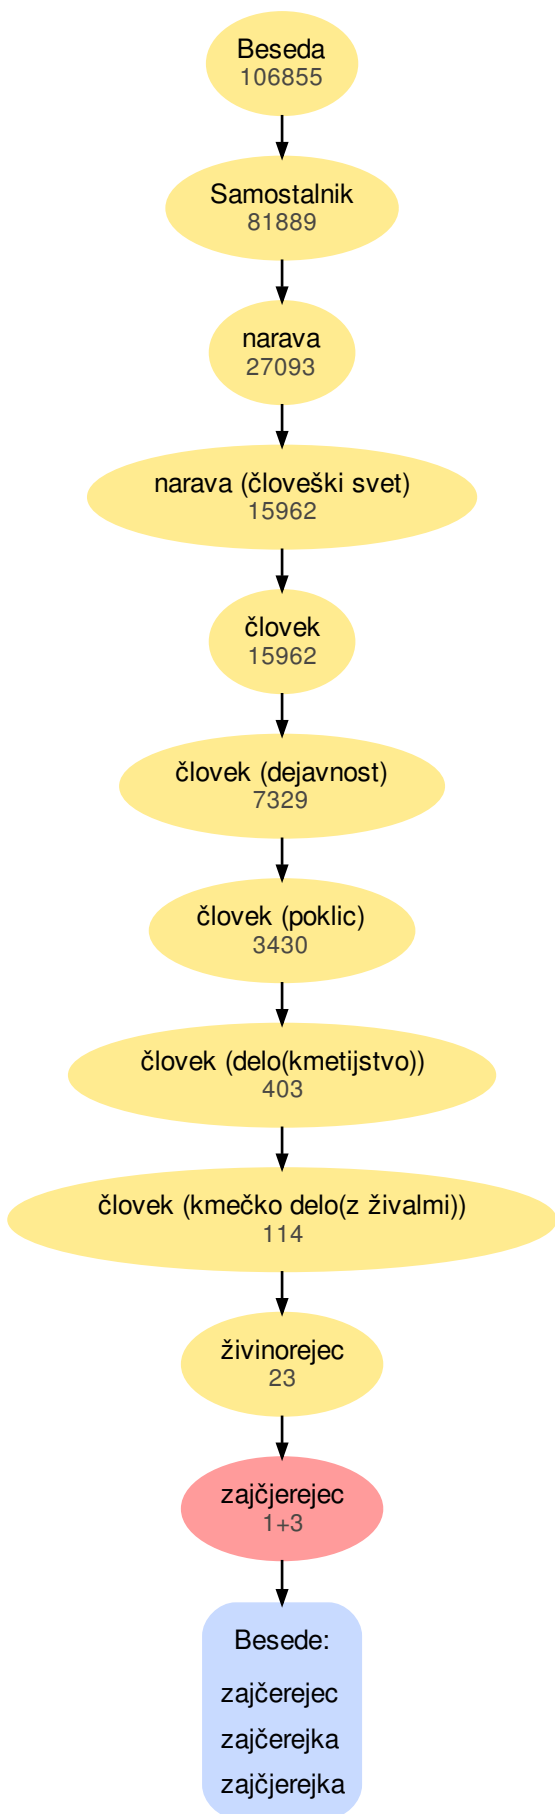 Beseda
106855
Samostalnik
81889
narava
27093
narava (človeški svet)
15962
človek
15962
človek (dejavnost)
7329
človek (poklic)
3430
človek (delo(kmetijstvo))
403
človek (kmečko delo(z živalmi))
114
živinorejec
23
zajčjerejec
1+3
Besede:
zajčerejec
zajčerejka
zajčjerejka